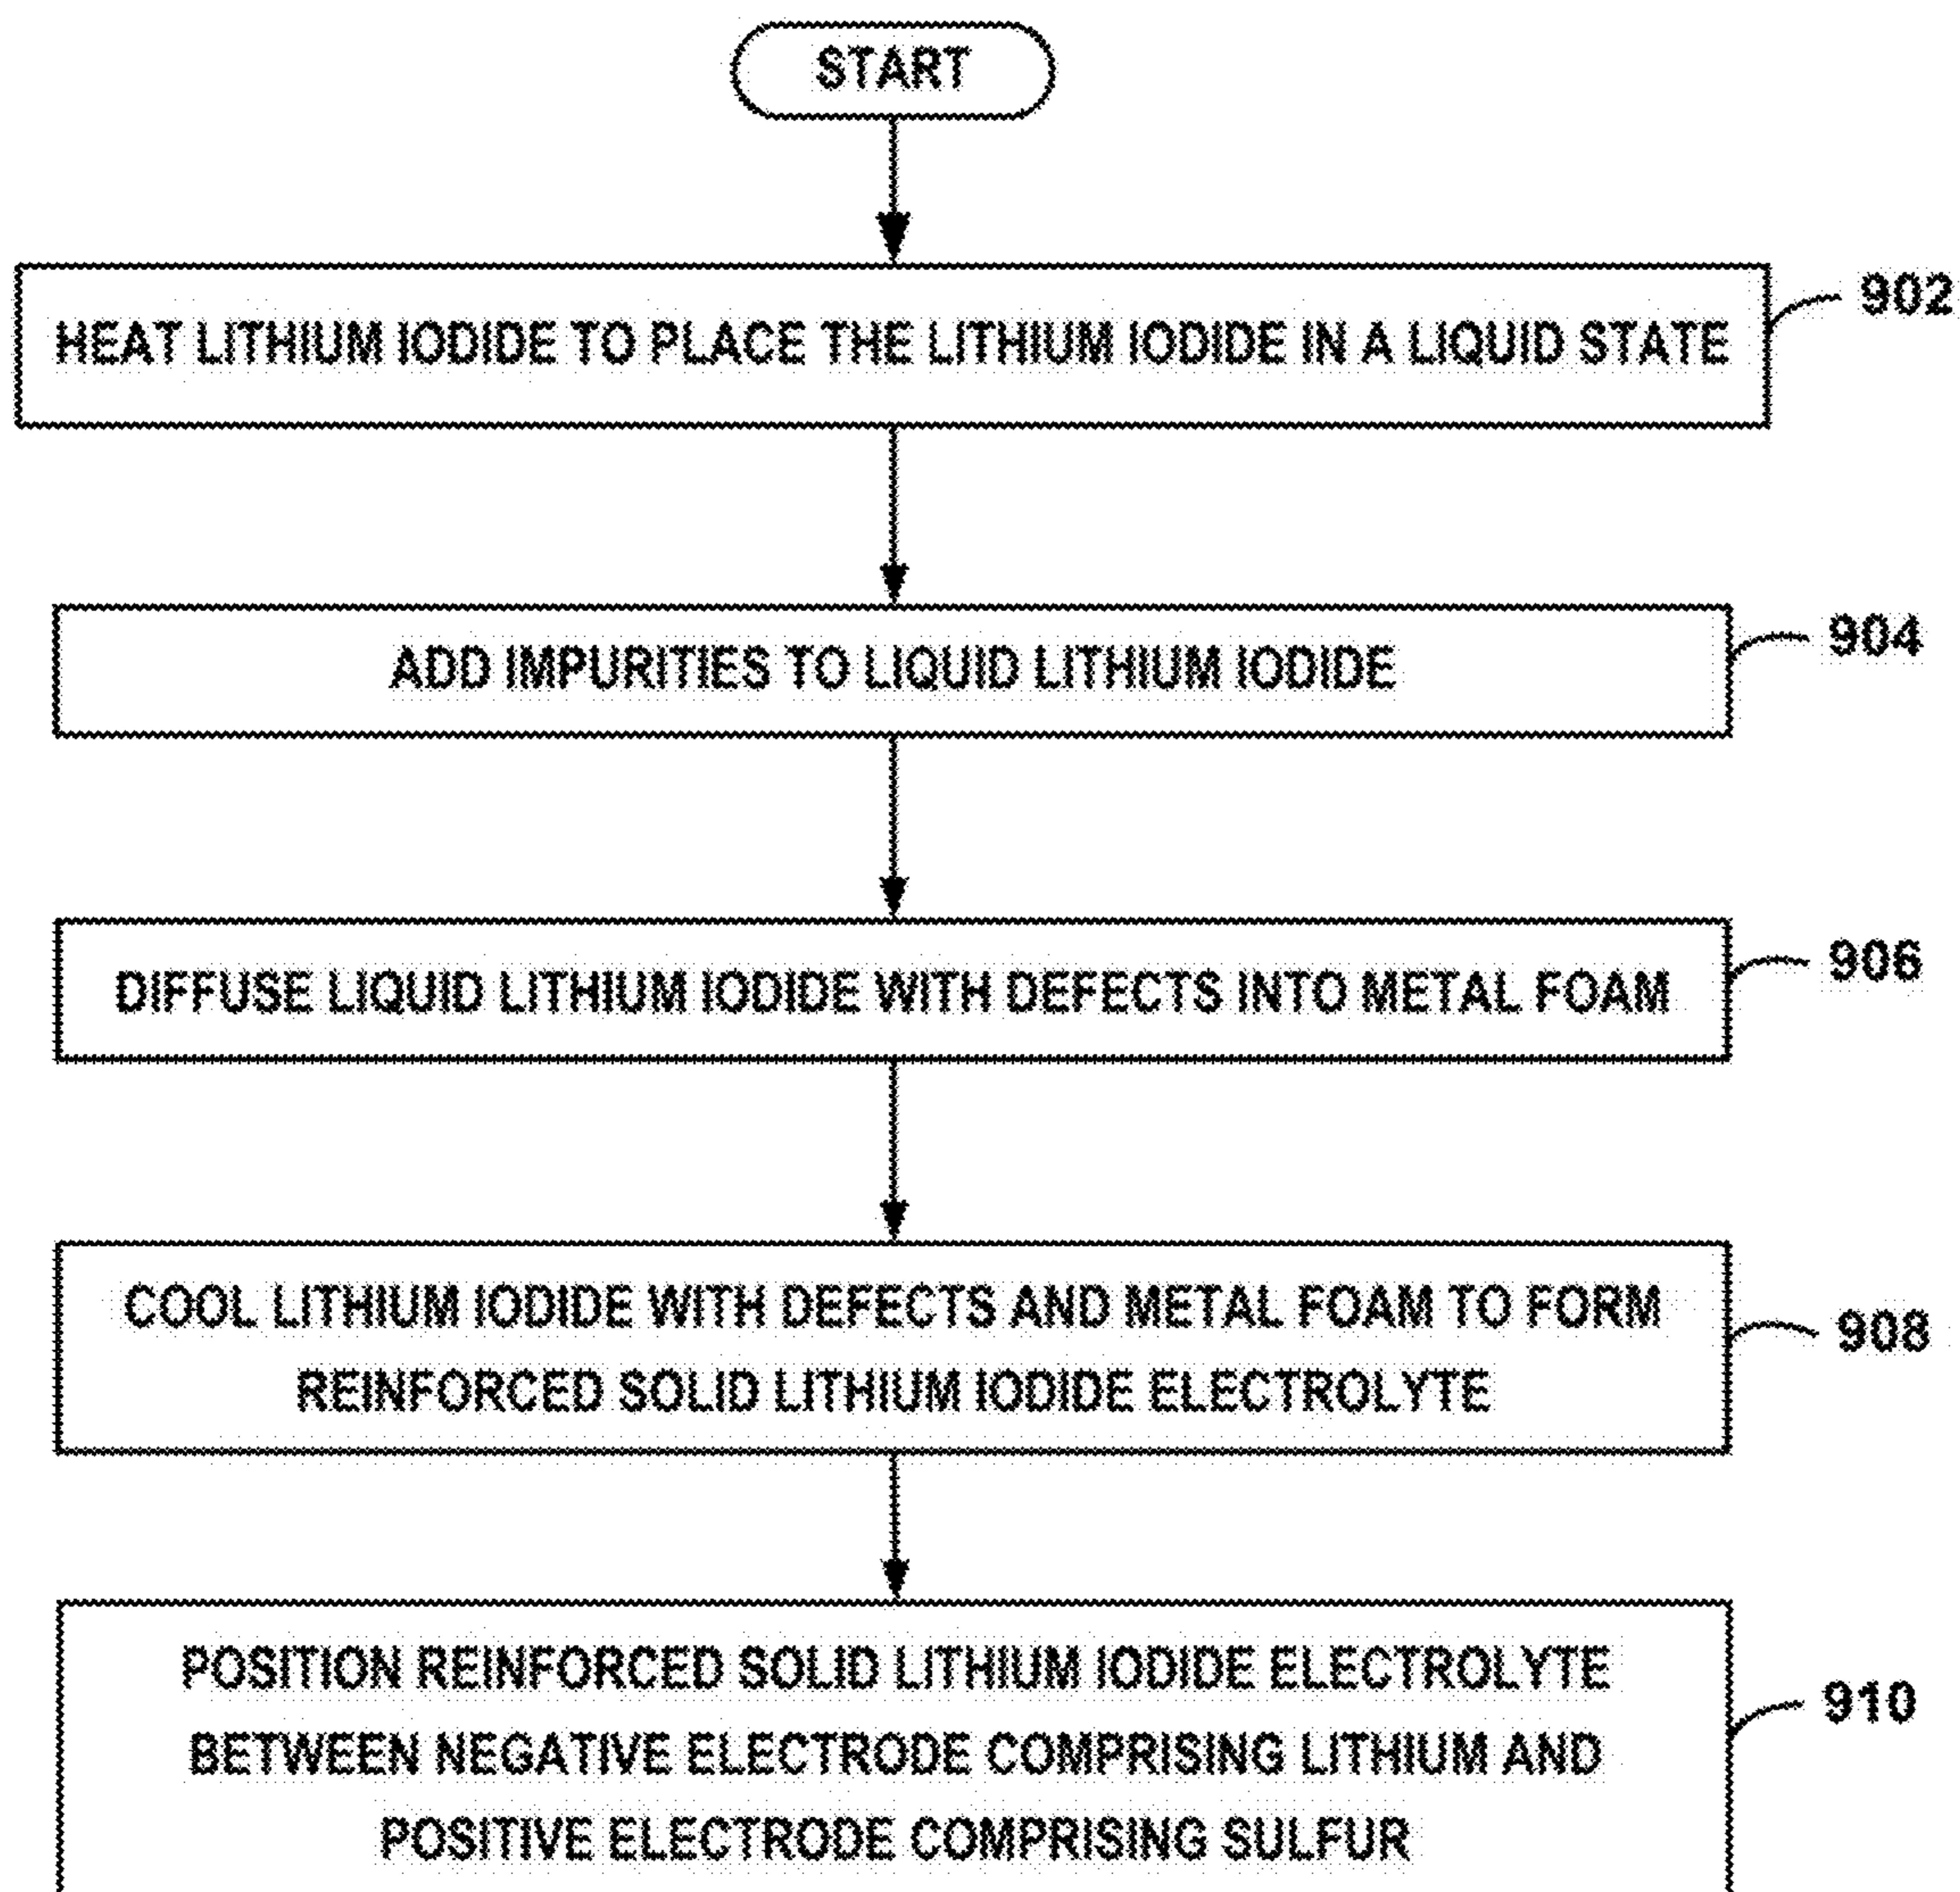 START
HEAT LITHIUM IODIDE TO PLACE THE LITHIUM IODIDE IN A LIQUID STATE
902
ADD IMPURITIES TO LIQUID LITHIUM IODIDE
904
DIFFUSE LIQUID LITHIUM IODIDE WITH DEFECTS INTO METAL FOAM
906
COOL LITHIUM IODIDE WITH DEFECTS AND METAL FOAM TO FORM
REINFORCED SOLID LITHIUM IODIDE ELECTROLYTE
908
POSITION REINFORCED SOLID LITHIUM IODIDE ELECTROLYTE
BETWEEN NEGATIVE ELECTRODE COMPRISING LITHIUM AND
POSITIVE ELECTRODE COMPRISING SULFUR
910